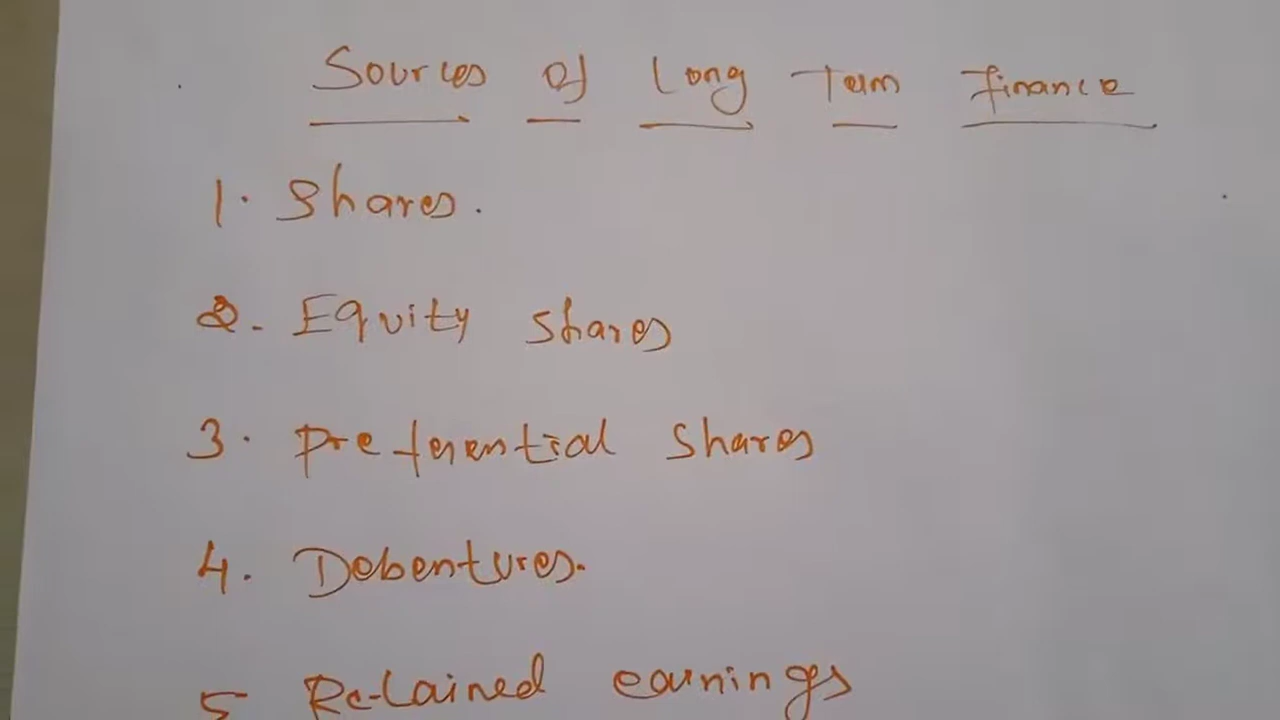 Sources of Long Term Finance
1. Shares.
2. Equity shares
3. Preferential shares
4. Debentures.
5 Retained earnings